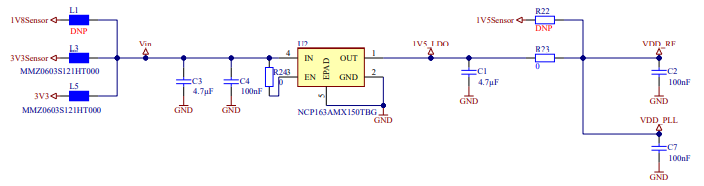 L1
1V8Sensor
DNP
L3
3V3Sensor
MMZ0603S121HT000
L5
3V3
MMZ0603S121HT000
Vin
C3
4.7µF
GND
C4
100nF
GND
R24
0
U2
4
IN
OUT
1
3
EN
EPAD
GND
2
5
NCP163AMX150TBG
GND
1V5_LDO
C1
4.7µF
GND
R22
1V5Sensor
DNP
R23
0
VDD_RF
C2
100nF
GND
VDD_PLL
C7
100nF
GND